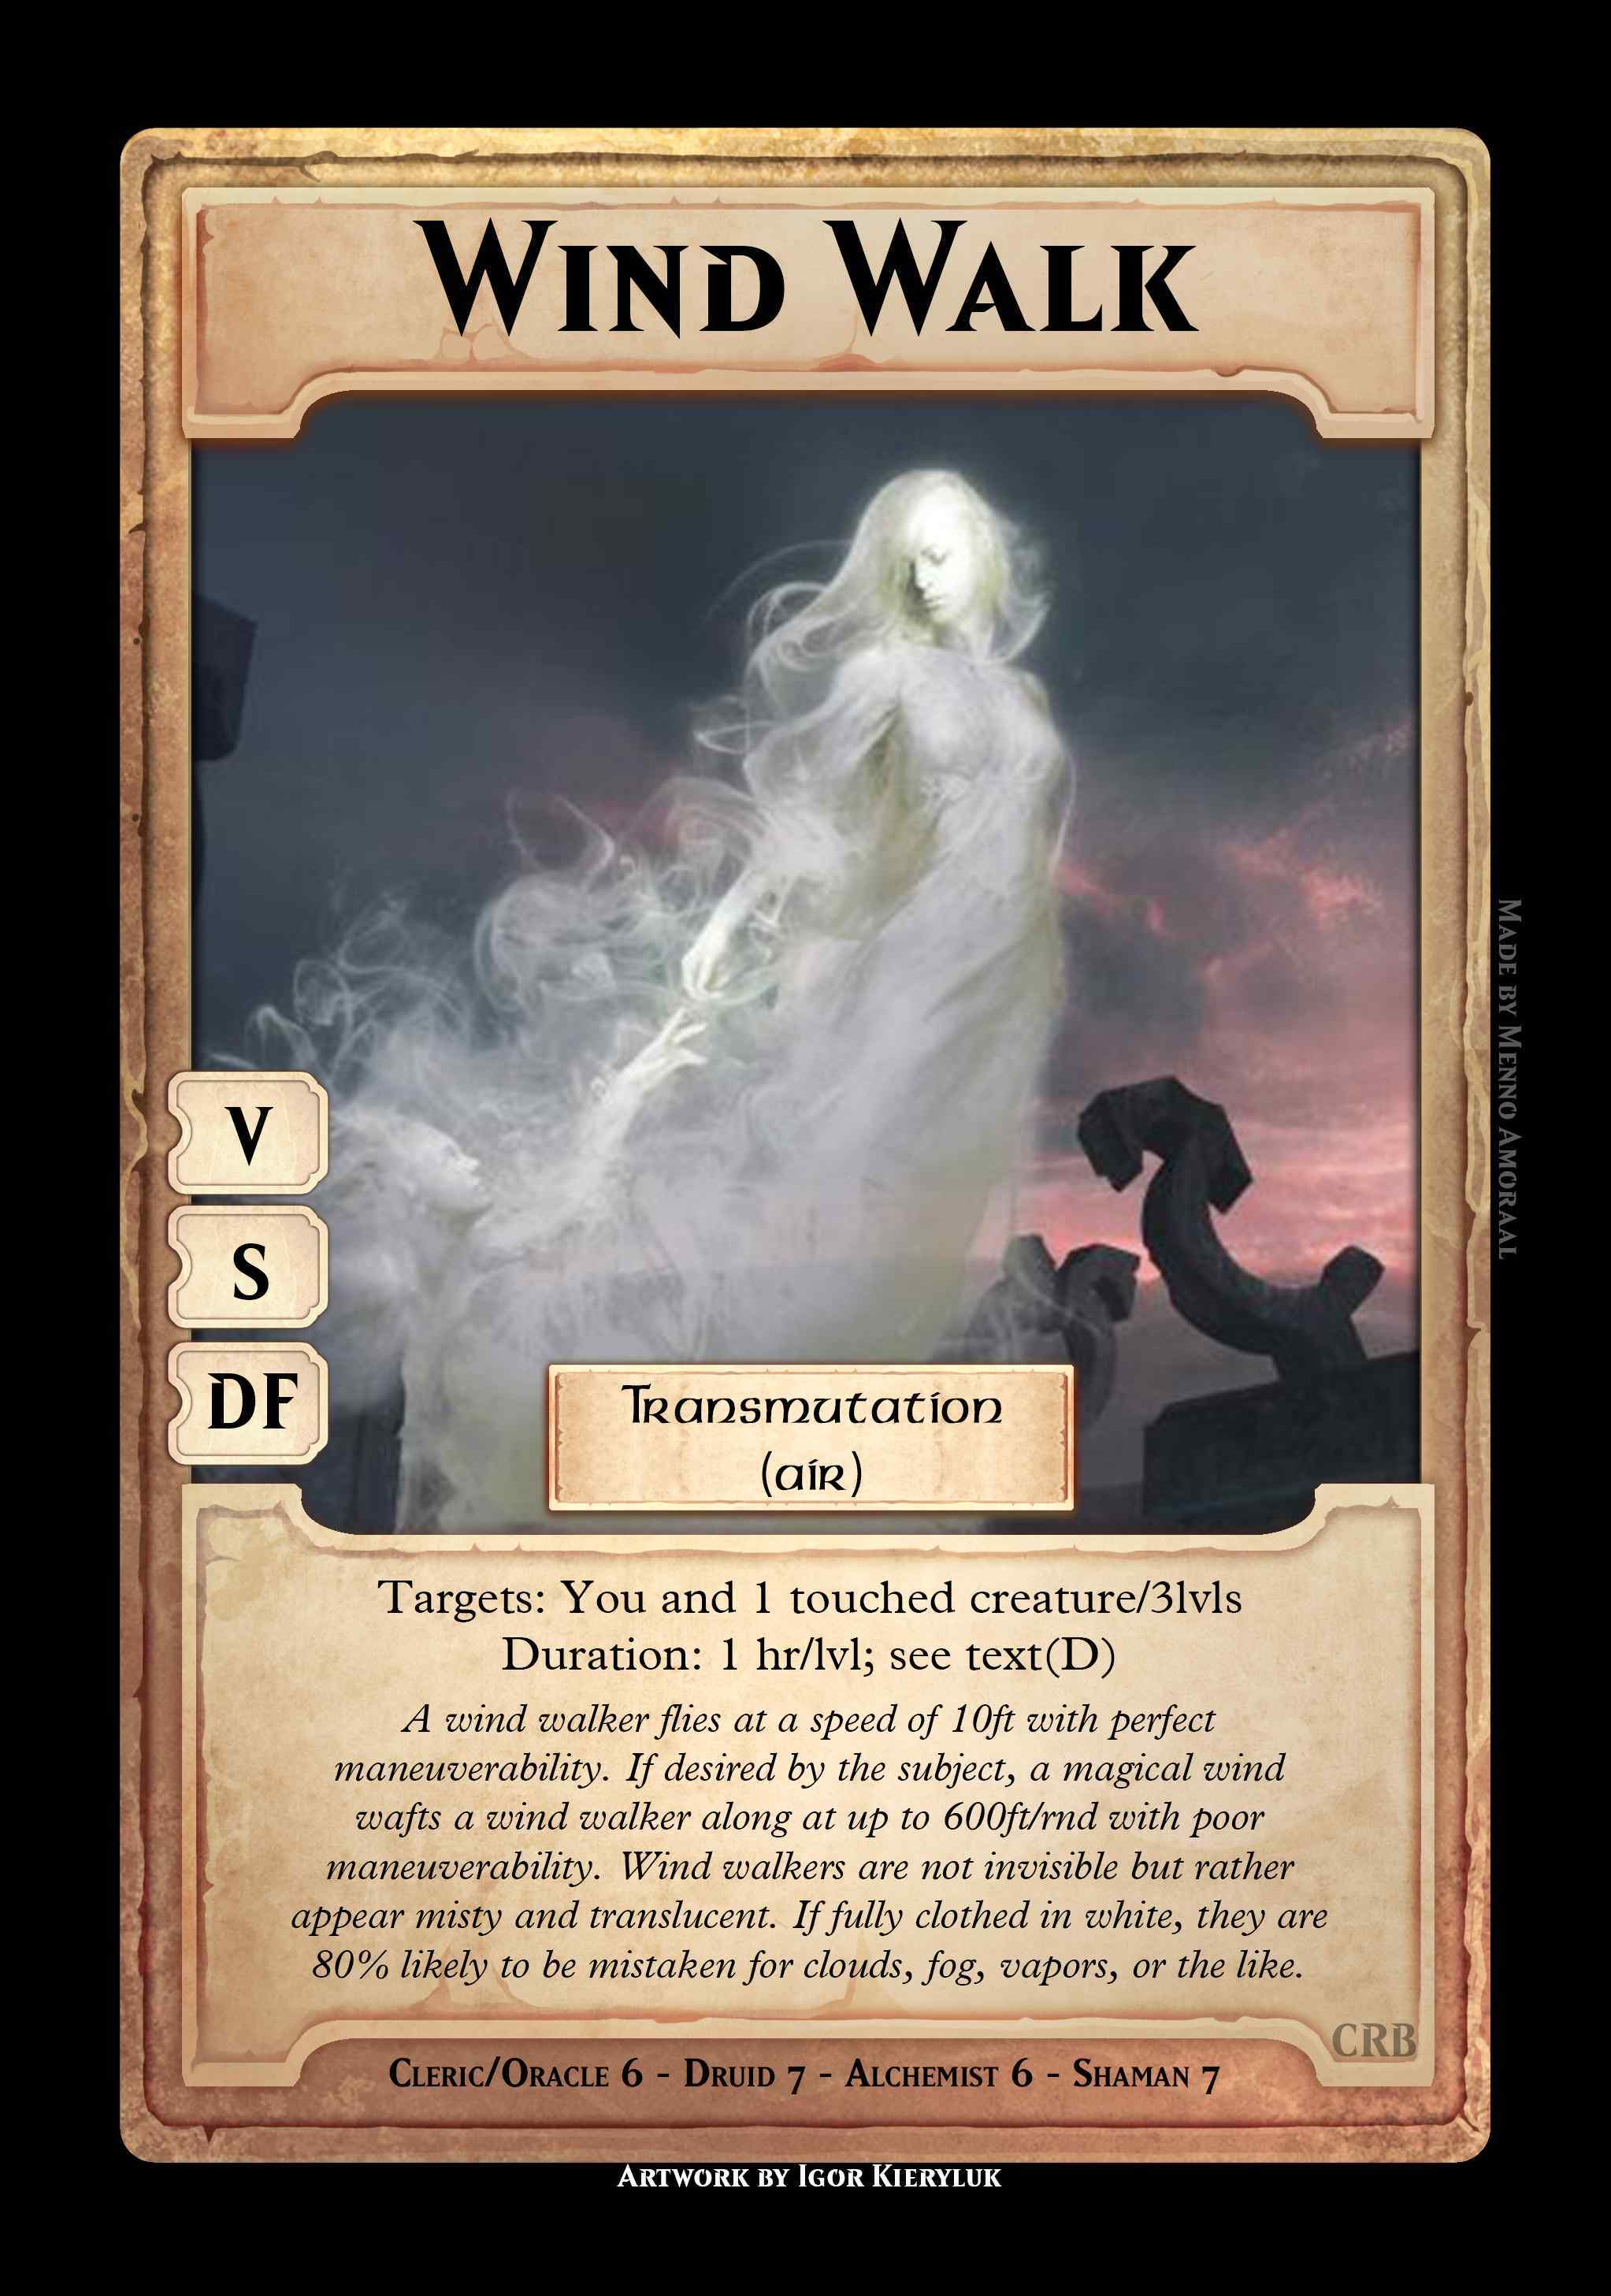 Wind Walk
V
S
DF
Transmutation
(air)
Targets: You and 1 touched creature/3lvls
Duration: 1 hr/lvl; see text(D)
A wind walker flies at a speed of 10ft with perfect
maneuverability. If desired by the subject, a magical wind
wafts a wind walker along at up to 600ft/rnd with poor
maneuverability. Wind walkers are not invisible but rather
appear misty and translucent. If fully clothed in white, they are
80% likely to be mistaken for clouds, fog, vapors, or the like.
CRB
Cleric/Oracle 6 - Druid 7 - Alchemist 6 - Shaman 7
Artwork by Igor Kieryluk
Made by Menno Amoraal